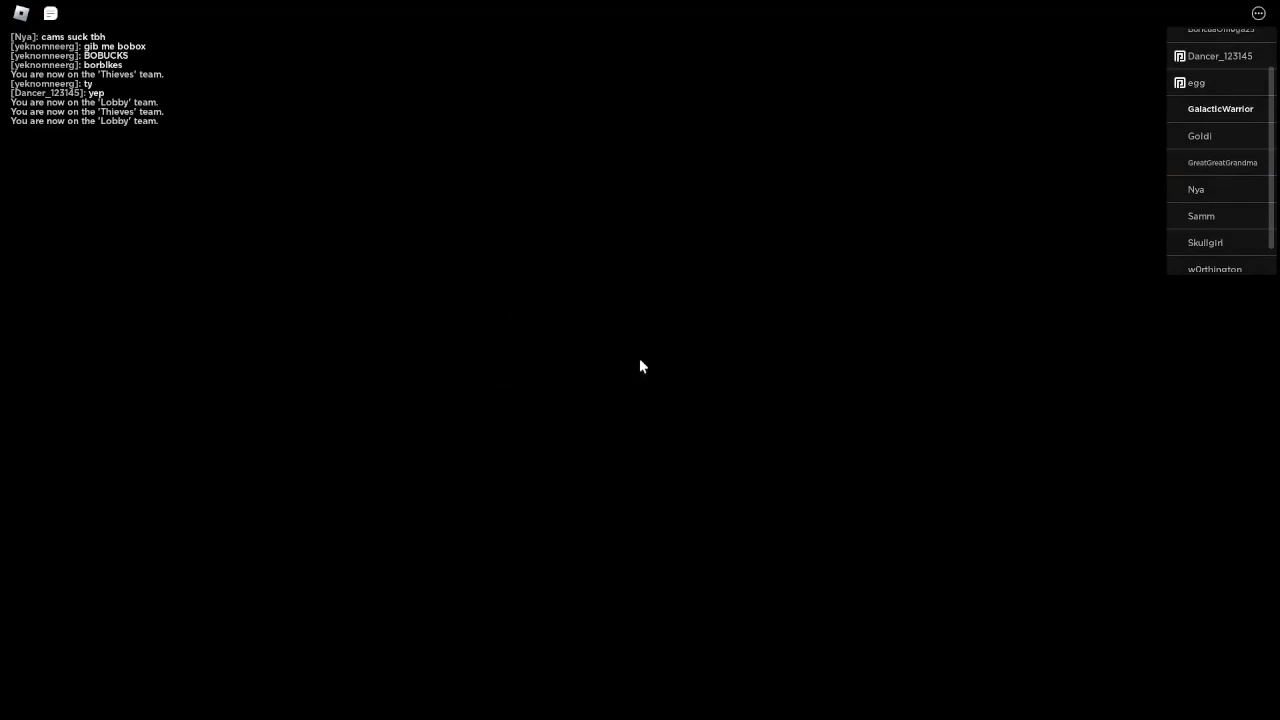 [Nya]: cams suck tbh
[yeknomneerg]: gib me bobox
[yeknomneerg]: BOBUCKS
[yeknomneerg]: borbikes
You are now on the 'Thieves' team.
[yeknomneerg]: ty
[Dancer_123145]: yep
You are now on the 'Lobby' team.
You are now on the 'Thieves' team.
You are now on the 'Lobby' team.
Dancer_123145
egg
GalacticWarrior
Goldi
GreatGreatGrandma
Nya
Samm
Skullgirl
w0rthington